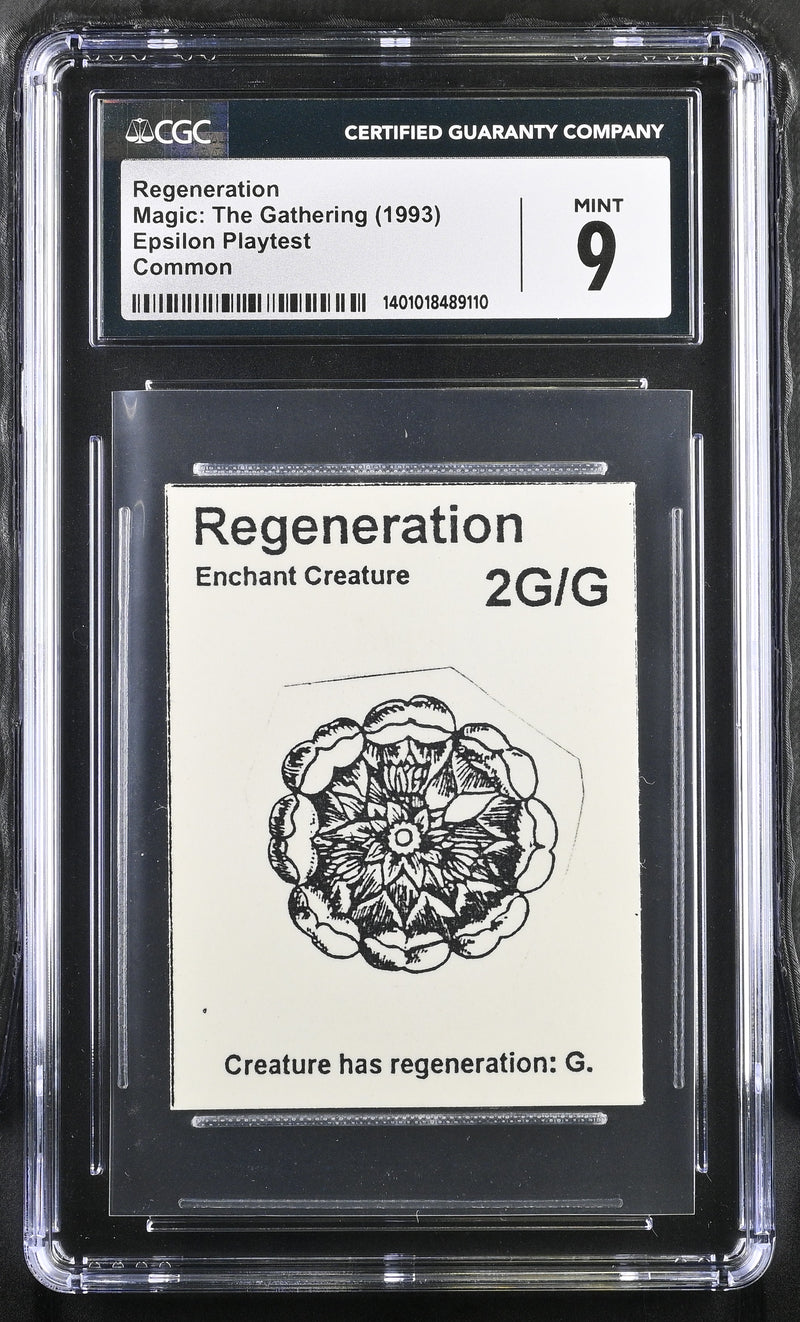 CGC
CERTIFIED GUARANTY COMPANY
Regeneration
Magic: The Gathering (1993)
Epsilon Playtest
Common
MINT
9
1401018489110
Regeneration
Enchant Creature
2G/G
Creature has regeneration: G.